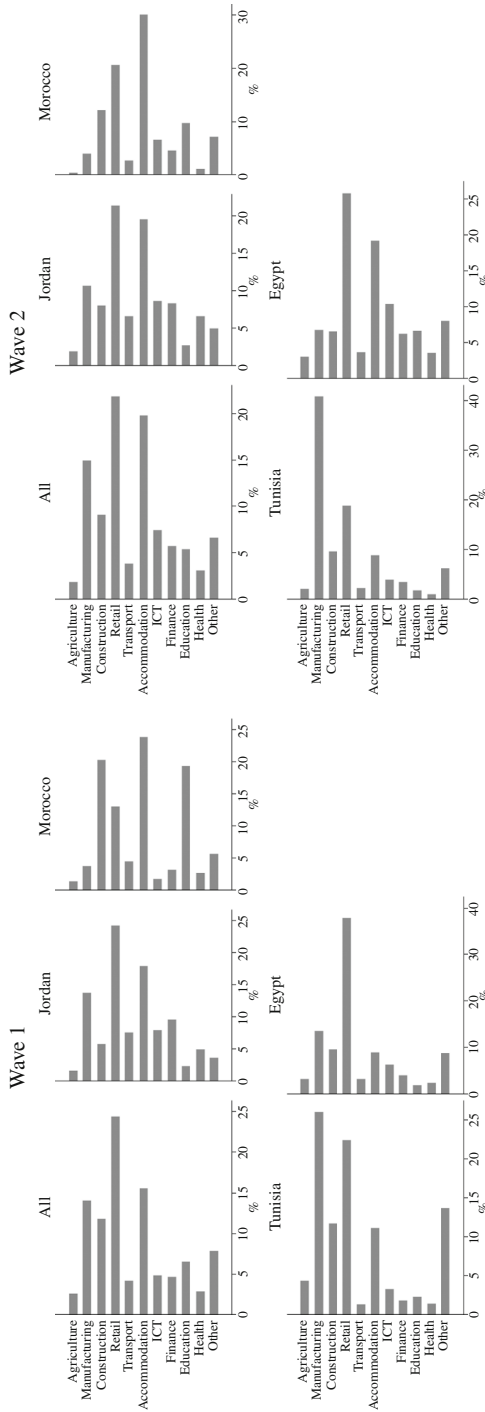 Wave 1
All
Jordan
Morocco
Agriculture
Manufacturing
Construction
Retail
Transport
Accommodation
ICT
Finance
Education
Health
Other
0 5 10 15 20 25
%
0 5 10 15 20 25
%
0 5 10 15 20 25
%
Tunisia
Egypt
Agriculture
Manufacturing
Construction
Retail
Transport
Accommodation
ICT
Finance
Education
Health
Other
0 5 10 15 20 25
%
0 10 20 30 40
%
Wave 2
All
Jordan
Morocco
Agriculture
Manufacturing
Construction
Retail
Transport
Accommodation
ICT
Finance
Education
Health
Other
0 5 10 15 20
%
0 5 10 15 20
%
0 10 20 30
%
Tunisia
Egypt
Agriculture
Manufacturing
Construction
Retail
Transport
Accommodation
ICT
Finance
Education
Health
Other
0 10 20 30 40
%
0 5 10 15 20 25
%